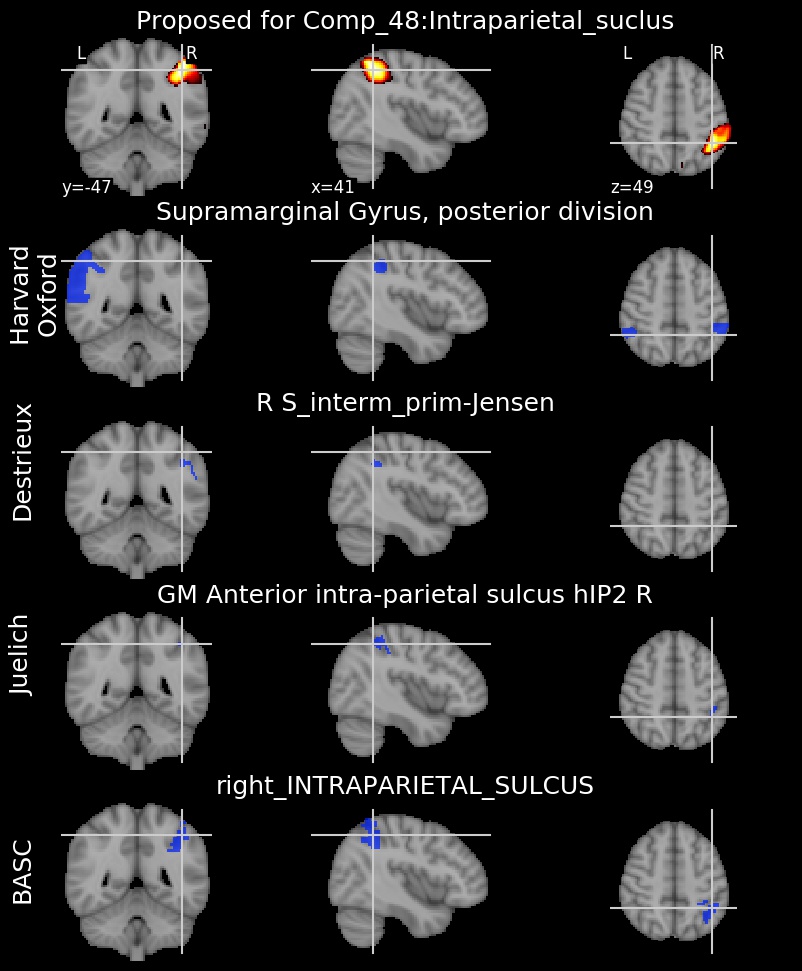 Proposed for Comp_48:Intraparietal_suclus
L R L R
y=-47 x=41 z=49
Supramarginal Gyrus, posterior division
Harvard
Oxford
R S_interm_prim-Jensen
Destrieux
GM Anterior intra-parietal sulcus hIP2 R
Juelich
right_INTRAPARIETAL_SULCUS
BASC